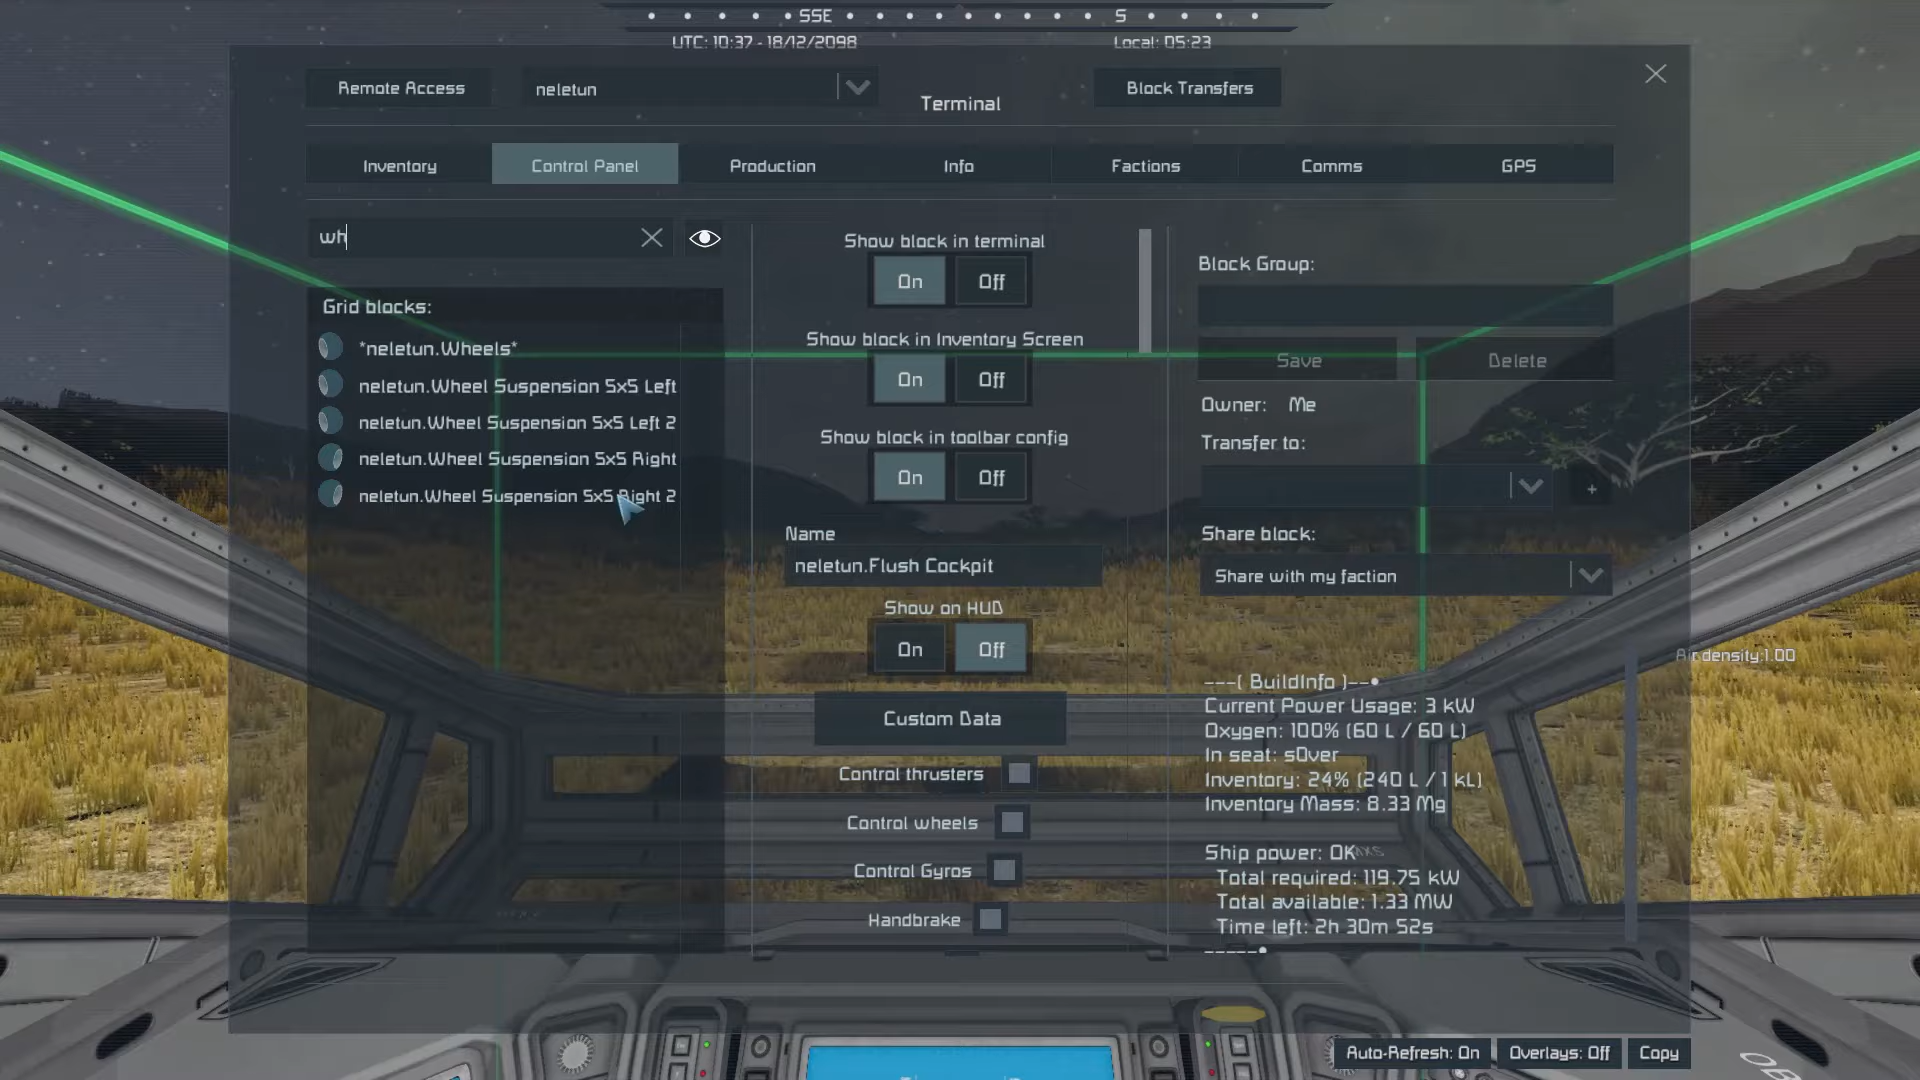 SSE
S
UTC: 10:37 - 18/12/2098
Local: 05:23
Remote Access
neletun
Terminal
Block Transfers
Inventory
Control Panel
Production
Info
Factions
Comms
GPS
wh
Grid blocks:
*neletun.Wheels*
neletun.Wheel Suspension 5x5 Left
neletun.Wheel Suspension 5x5 Left 2
neletun.Wheel Suspension 5x5 Right
neletun.Wheel Suspension 5x5 Right 2
Show block in terminal
On Off
Show block in Inventory Screen
On Off
Show block in toolbar config
On Off
Name
neletun.Flush Cockpit
Show on HUD
On Off
Custom Data
Control thrusters
Control wheels
Control Gyros
Handbrake
Block Group:
Save Delete
Owner: Me
Transfer to:
+
Share block:
Share with my faction
Air density:1.00
---( BuildInfo )--•
Current Power Usage: 3 kW
Oxygen: 100% (60 L / 60 L)
In seat: s0ver
Inventory: 24% (240 L / 1 kL)
Inventory Mass: 8.33 Mg
Ship power: OK
Total required: 119.75 kW
Total available: 1.33 MW
Time left: 2h 30m 52s
-----•
Auto-Refresh: On
Overlays: Off
Copy